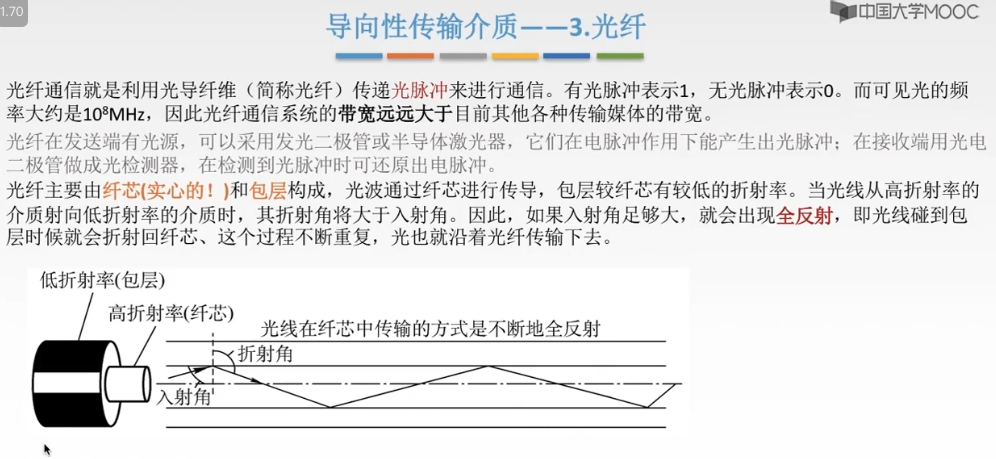 1.70
导向性传输介质——3.光纤
中国大学MOOC
光纤通信就是利用光导纤维（简称光纤）传递光脉冲来进行通信。有光脉冲表示1，无光脉冲表示0。而可见光的频
率大约是10⁸MHz，因此光纤通信系统的带宽远远大于目前其他各种传输媒体的带宽。
光纤在发送端有光源，可以采用发光二极管或半导体激光器，它们在电脉冲作用下能产生出光脉冲；在接收端用光电
二极管做成光检测器，在检测到光脉冲时可还原出电脉冲。
光纤主要由纤芯(实心的！)和包层构成，光波通过纤芯进行传导，包层较纤芯有较低的折射率。当光线从高折射率的
介质射向低折射率的介质时，其折射角将大于入射角。因此，如果入射角足够大，就会出现全反射，即光线碰到包
层时候就会折射回纤芯、这个过程不断重复，光也就沿着光纤传输下去。
低折射率(包层)
高折射率(纤芯)
光线在纤芯中传输的方式是不断地全反射
折射角
入射角